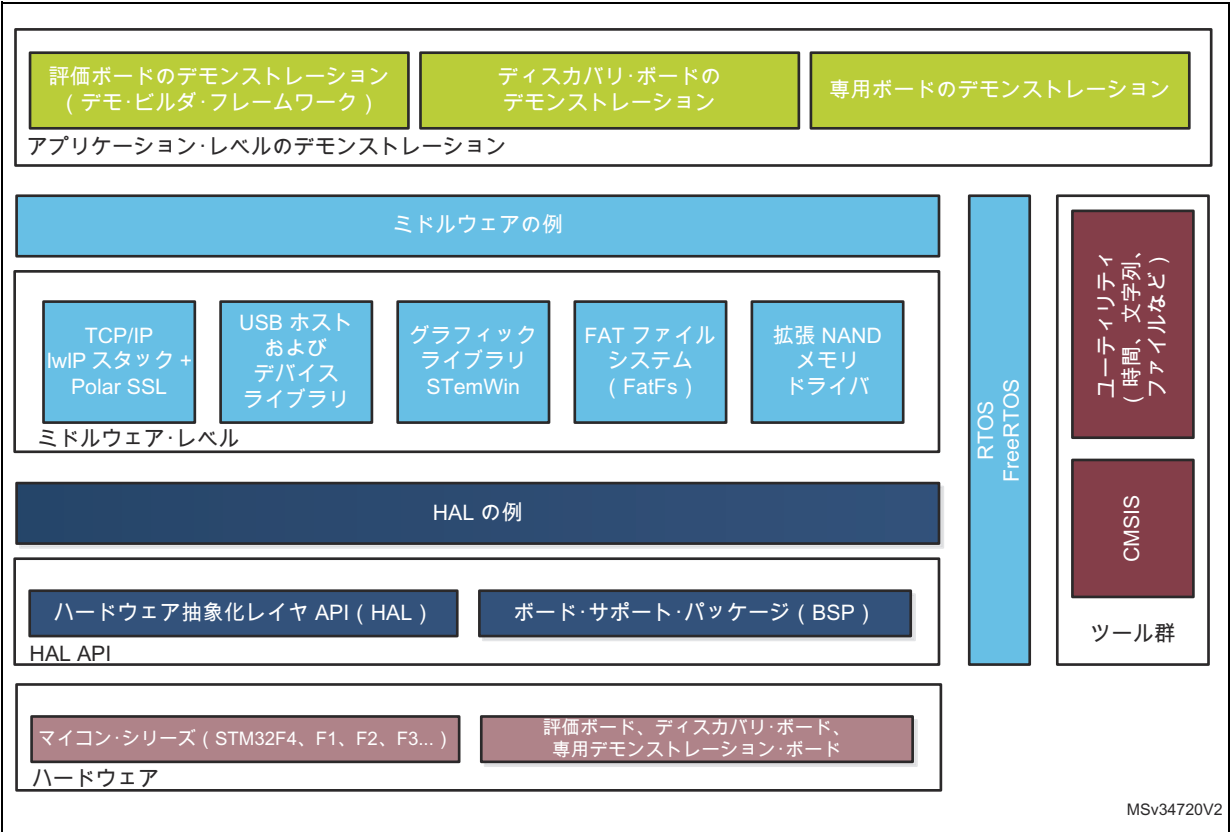 評価ボードのデモンストレーション
( デモ･ビルダ･フレームワーク )
ディスカバリ･ボードの
デモンストレーション
専用ボードのデモンストレーション
アプリケーション･レベルのデモンストレーション
ミドルウェアの例
TCP/IP
lwIP スタック +
Polar SSL
USB ホスト
および
デバイス
ライブラリ
グラフィック
ライブラリ
STemWin
FAT ファイル
システム
( FatFs )
拡張 NAND
メモリ
ドライバ
ミドルウェア･レベル
HAL の例
ハードウェア抽象化レイヤ API ( HAL )
ボード･サポート･パッケージ ( BSP )
HAL API
マイコン･シリーズ ( STM32F4、F1、F2、F3... )
評価ボード、ディスカバリ･ボード、
専用デモンストレーション･ボード
ハードウェア
RTOS
FreeRTOS
ユーティリティ
( 時間、文字列、
ファイルなど )
CMSIS
ツール群
MSv34720V2